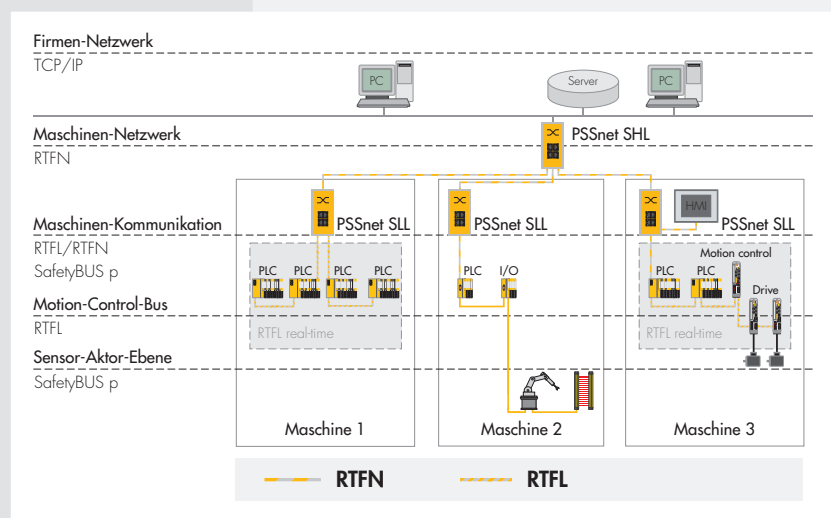 Firmen-Netzwerk
TCP/IP
PC
Server
PC
Maschinen-Netzwerk
PSSnet SHL
RTFN
HMI
Maschinen-Kommunikation
PSSnet SLL
PSSnet SLL
PSSnet SLL
RTFL/RTFN
SafetyBUS p
Motion control
PLC PLC PLC PLC
PLC I/O
PLC PLC
Drive
Motion-Control-Bus
RTFL
RTFL real-time
RTFL real-time
Sensor-Aktor-Ebene
SafetyBUS p
Maschine 1
Maschine 2
Maschine 3
RTFN
RTFL